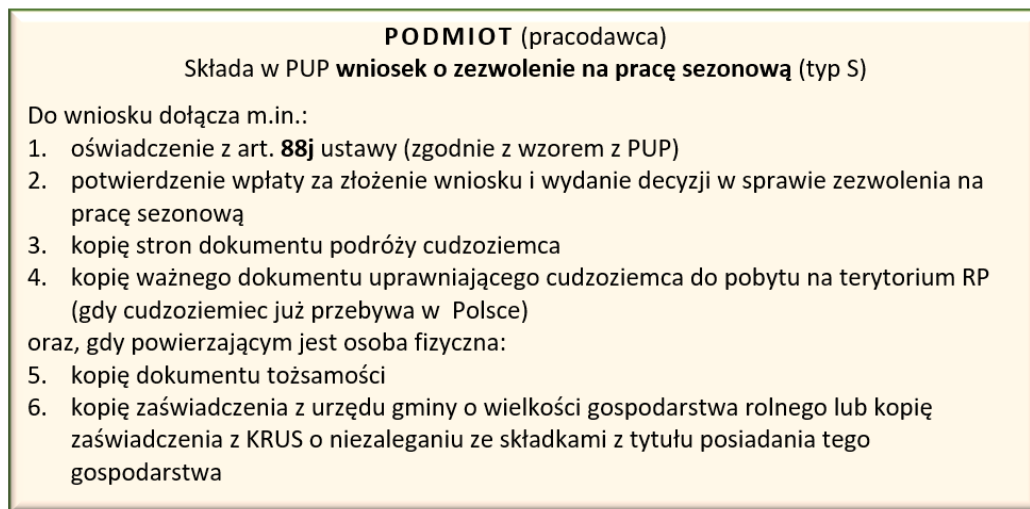 PODMIOT (pracodawca)
Składa w PUP wniosek o zezwolenie na pracę sezonową (typ S)
Do wniosku dołącza m.in.:
1. oświadczenie z art. 88j ustawy (zgodnie z wzorem z PUP)
2. potwierdzenie wpłaty za złożenie wniosku i wydanie decyzji w sprawie zezwolenia na
pracę sezonową
3. kopię stron dokumentu podróży cudzoziemca
4. kopię ważnego dokumentu uprawniającego cudzoziemca do pobytu na terytorium RP
(gdy cudzoziemiec już przebywa w Polsce)
oraz, gdy powierzającym jest osoba fizyczna:
5. kopię dokumentu tożsamości
6. kopię zaświadczenia z urzędu gminy o wielkości gospodarstwa rolnego lub kopię
zaświadczenia z KRUS o niezaleganiu ze składkami z tytułu posiadania tego
gospodarstwa